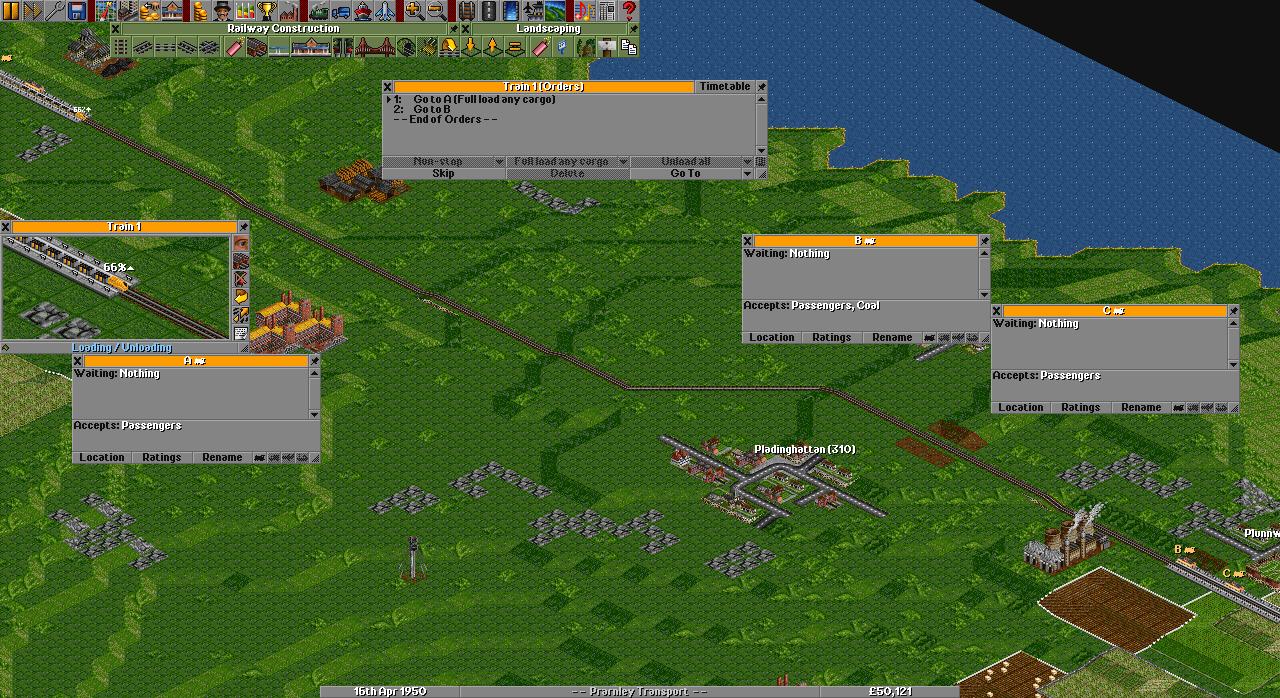 Railway Construction
Landscaping
Train 1 (Orders)
Timetable
1: Go to A (Full load any cargo)
2: Go to B
-- End of Orders --
Non-stop
Full load any cargo
Unload all
Skip
Delete
Go To
66%
Train 1
66%
Loading / Unloading
A
Waiting: Nothing
Accepts: Passengers
Location
Ratings
Rename
B
Waiting: Nothing
Accepts: Passengers, Coal
Location
Ratings
Rename
C
Waiting: Nothing
Accepts: Passengers
Location
Ratings
Rename
Pladinghattan (310)
Plunnw
B
C
16th Apr 1950
-- Prarnley Transport --
£50,121